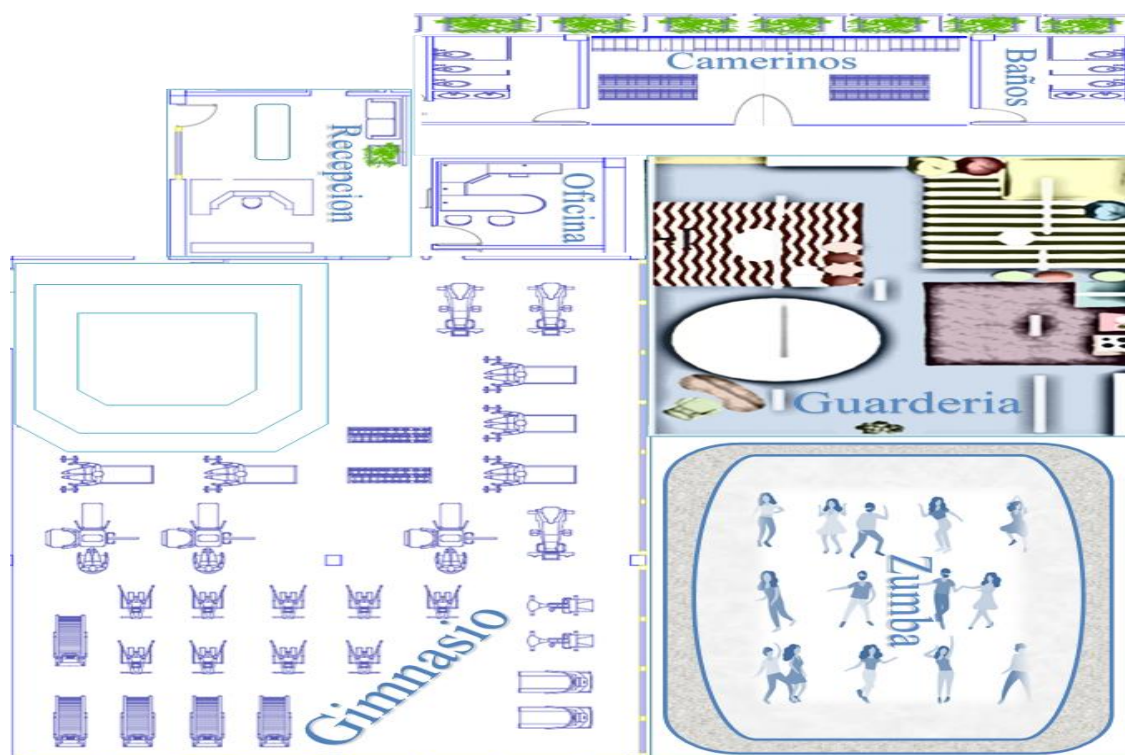 Camerinos
Baños
Recepcion
Oficina
Guarderia
Zumba
Gimnasio